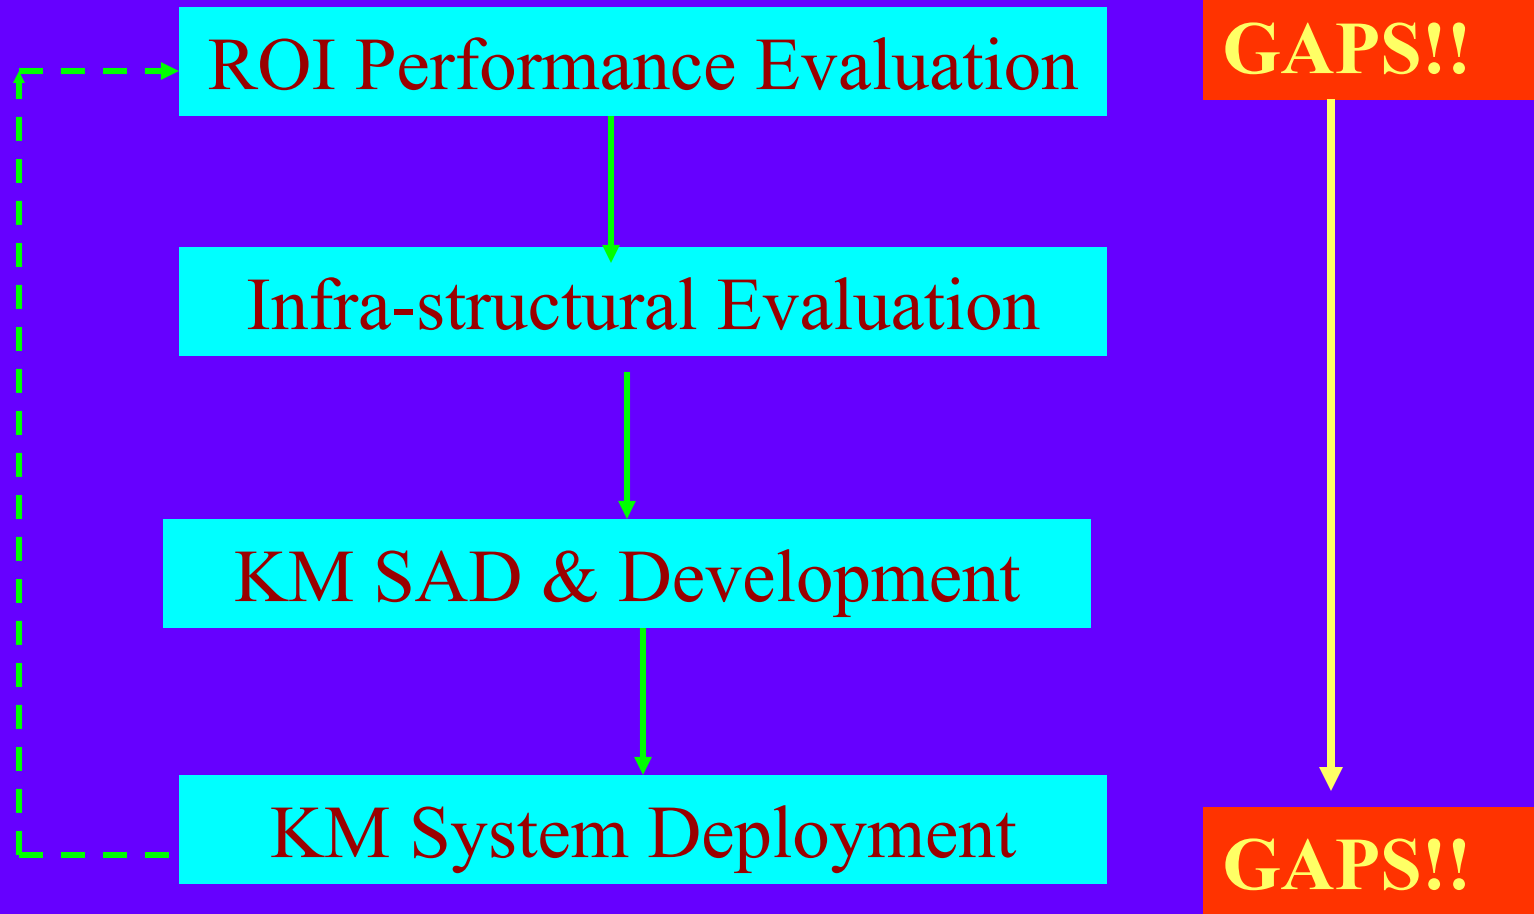 ROI Performance Evaluation
GAPS!!
Infra-structural Evaluation
KM SAD & Development
KM System Deployment
GAPS!!